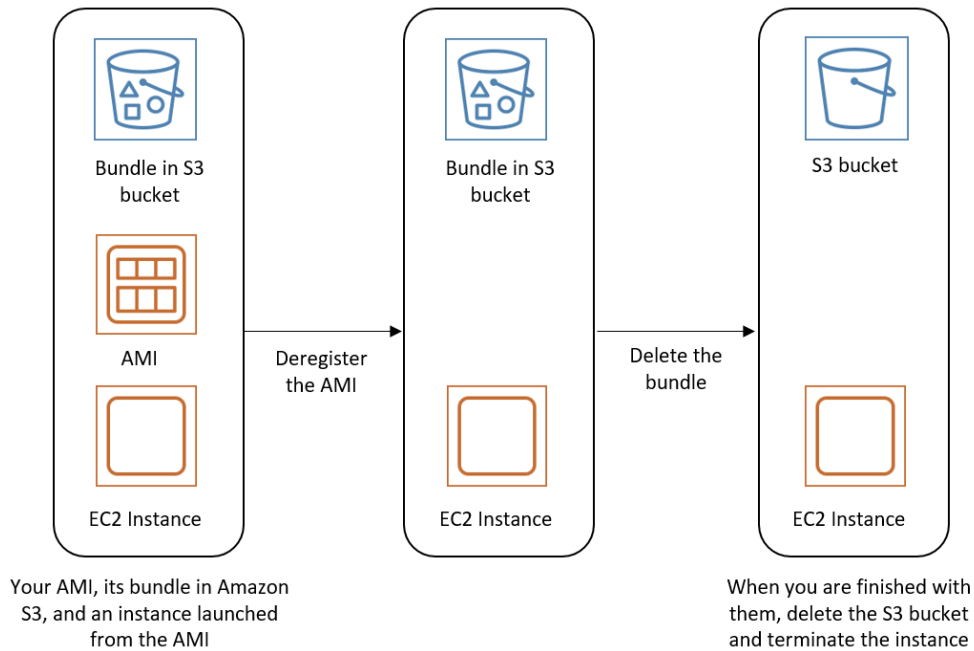 Bundle in S3
bucket
AMI
EC2 Instance
Your AMI, its bundle in Amazon
S3, and an instance launched
from the AMI
Deregister
the AMI
Bundle in S3
bucket
EC2 Instance
Delete the
bundle
S3 bucket
EC2 Instance
When you are finished with
them, delete the S3 bucket
and terminate the instance